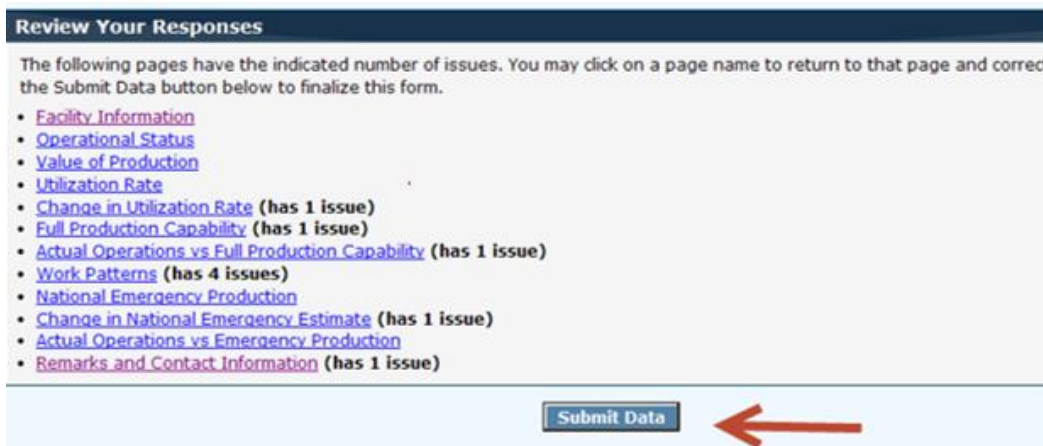 Review Your Responses
The following pages have the indicated number of issues. You may click on a page name to return to that page and correct
the Submit Data button below to finalize this form.
• Facility Information
• Operational Status
• Value of Production
• Utilization Rate
• Change in Utilization Rate (has 1 issue)
• Full Production Capability (has 1 issue)
• Actual Operations vs Full Production Capability (has 1 issue)
• Work Patterns (has 4 issues)
• National Emergency Production
• Change in National Emergency Estimate (has 1 issue)
• Actual Operations vs Emergency Production
• Remarks and Contact Information (has 1 issue)
Submit Data